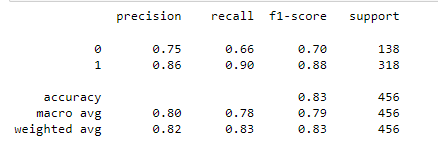 precision recall f1-score support
0 0.75 0.66 0.70 138
1 0.86 0.90 0.88 318
accuracy 0.83 456
macro avg 0.80 0.78 0.79 456
weighted avg 0.82 0.83 0.83 456